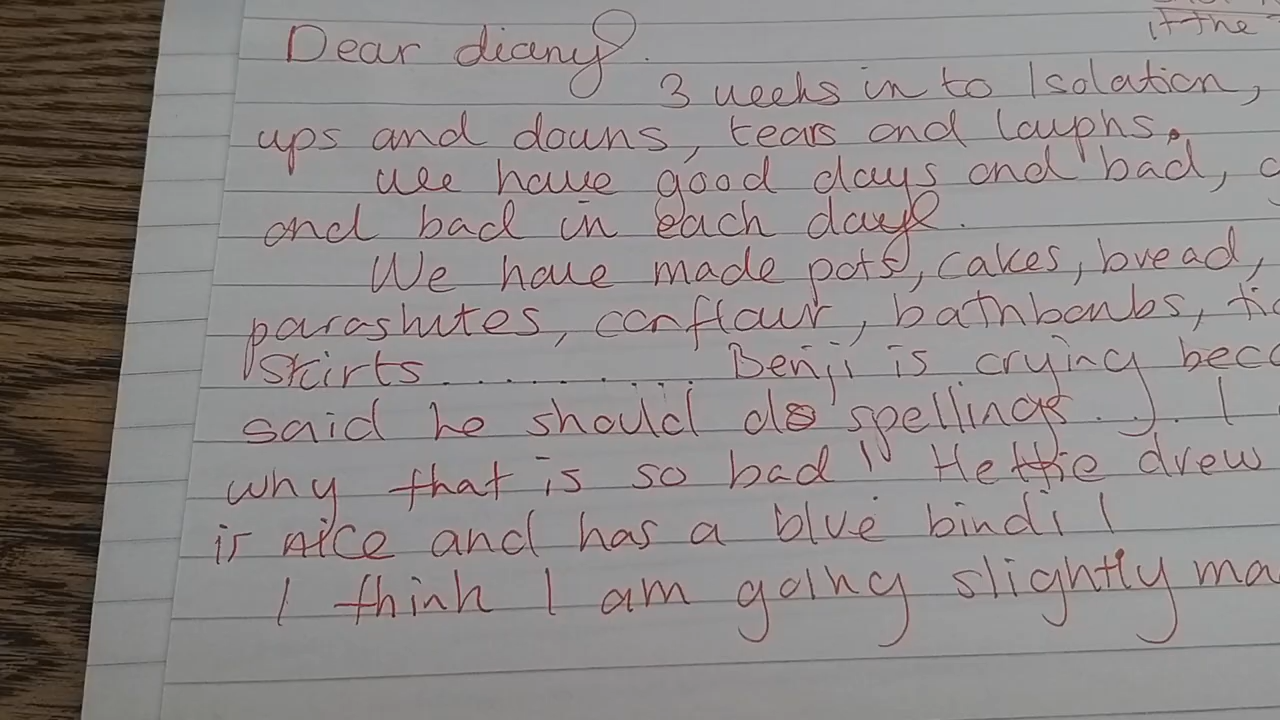 it the
Dear diary.
3 weeks in to Isolation,
ups and downs, tears and laughs.
We have good days and bad,
and bad in each day.
We have made pots, cakes, bread,
parashutes, cornflour, bathbombs,
skirts.......... Benji is crying
said he should do spellings.. I
why that is so bad! Hettie drew
is nice and has a blue bindi!
I think I am going slightly